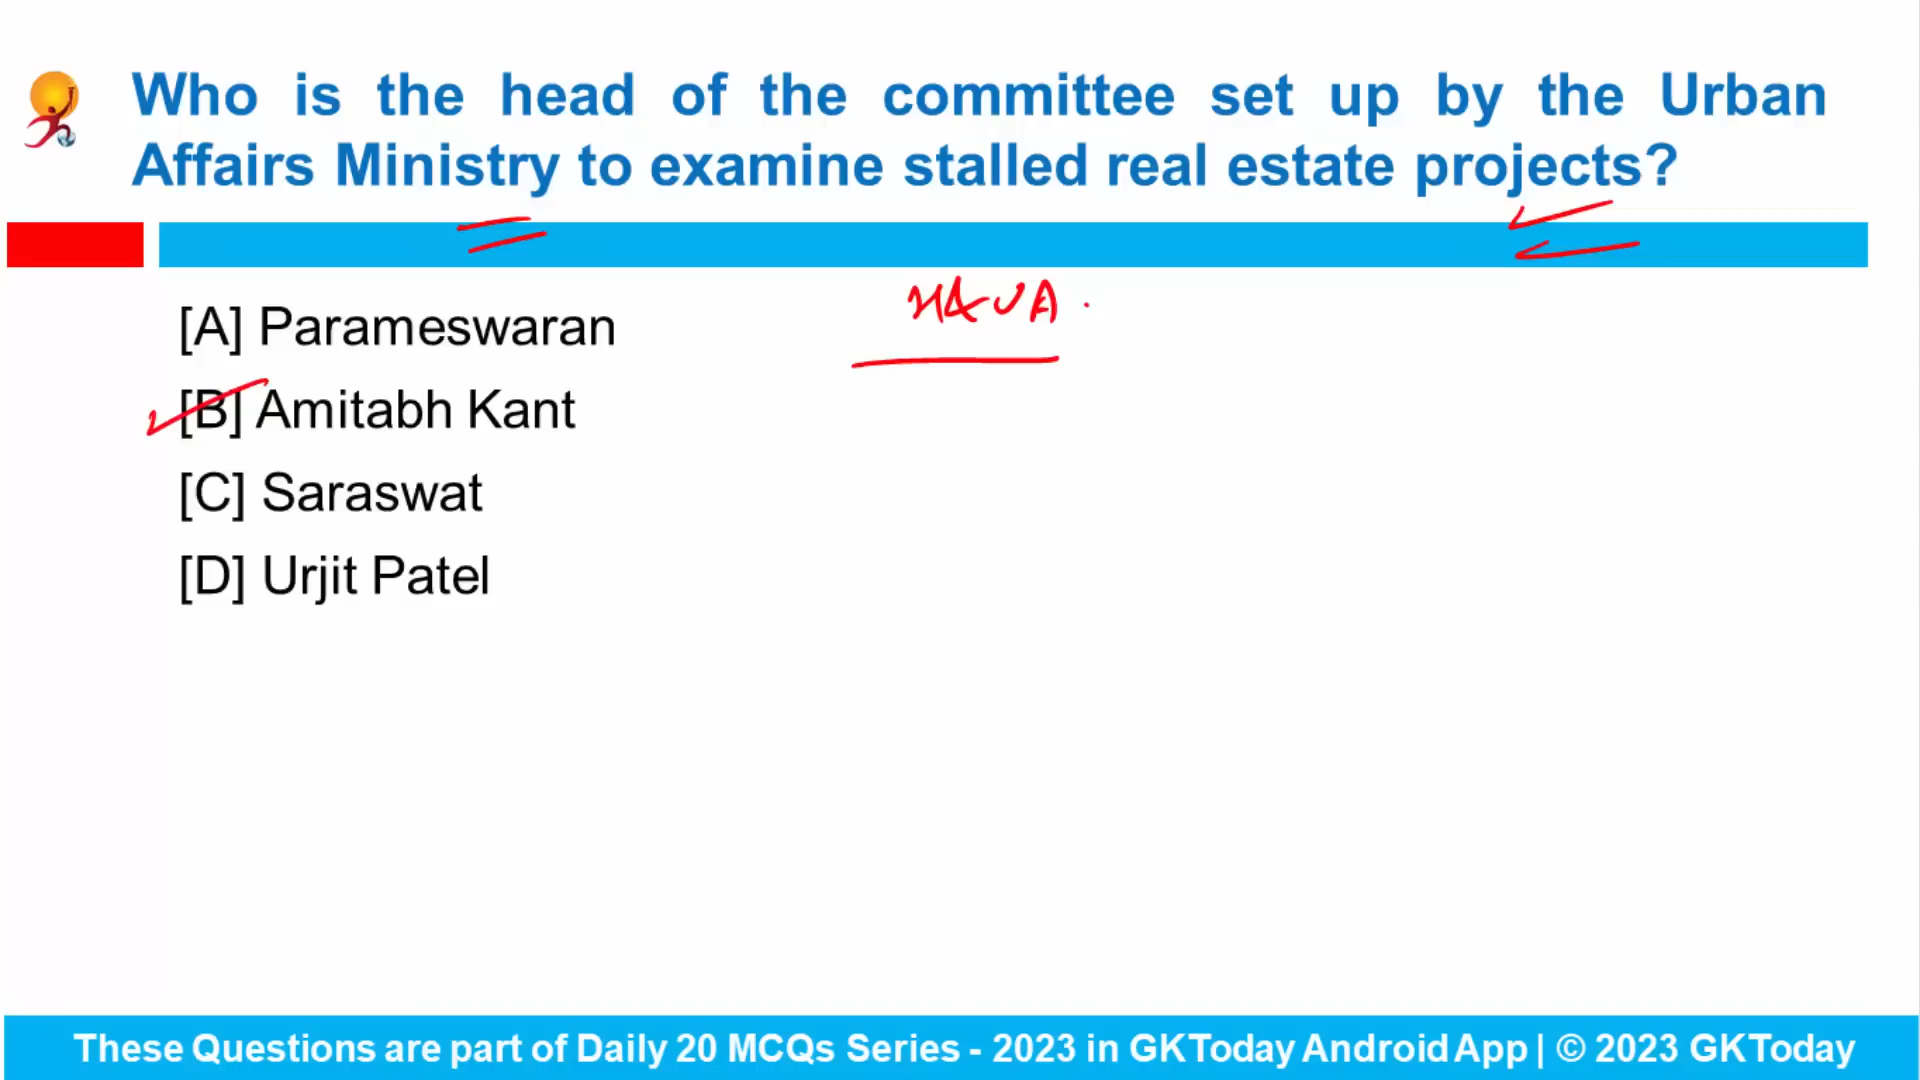 Who is the head of the committee set up by the Urban
Affairs Ministry to examine stalled real estate projects?
H&UA.
[A] Parameswaran
[B] Amitabh Kant
[C] Saraswat
[D] Urjit Patel
These Questions are part of Daily 20 MCQs Series - 2023 in GKToday Android App | © 2023 GKToday